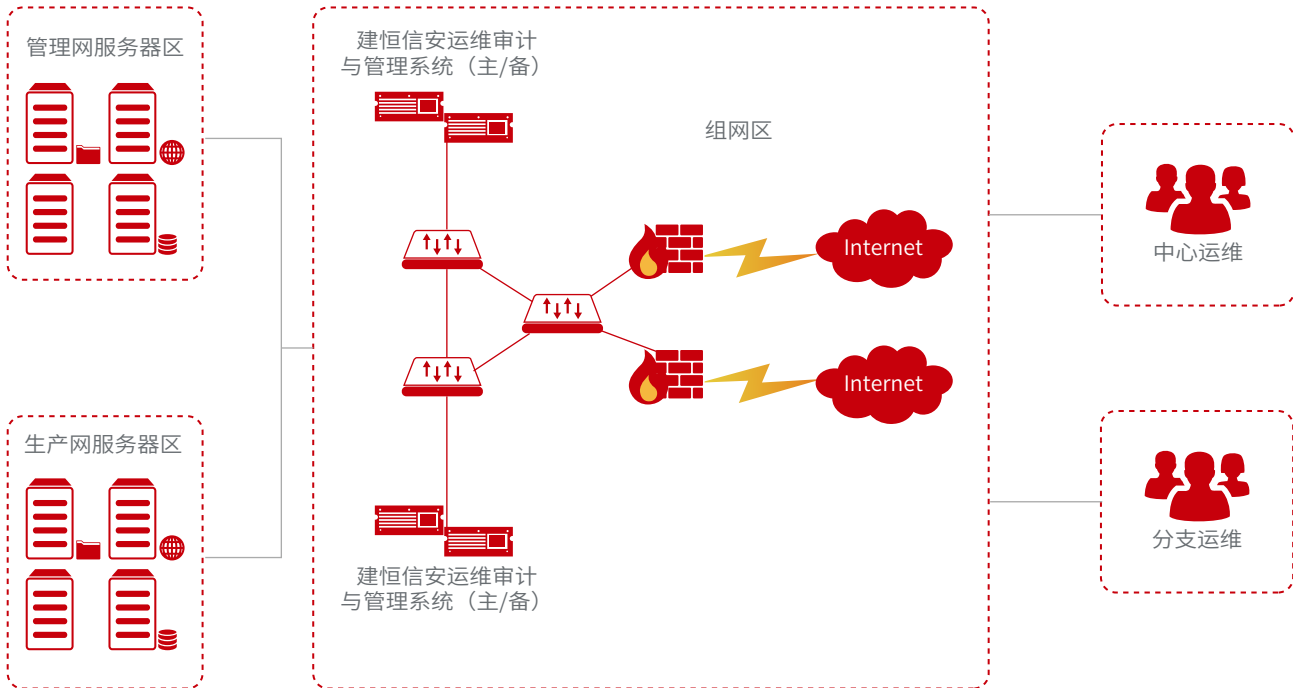 管理网服务器区
生产网服务器区
建恒信安运维审计
与管理系统（主/备）
组网区
Internet
Internet
建恒信安运维审计
与管理系统（主/备）
中心运维
分支运维